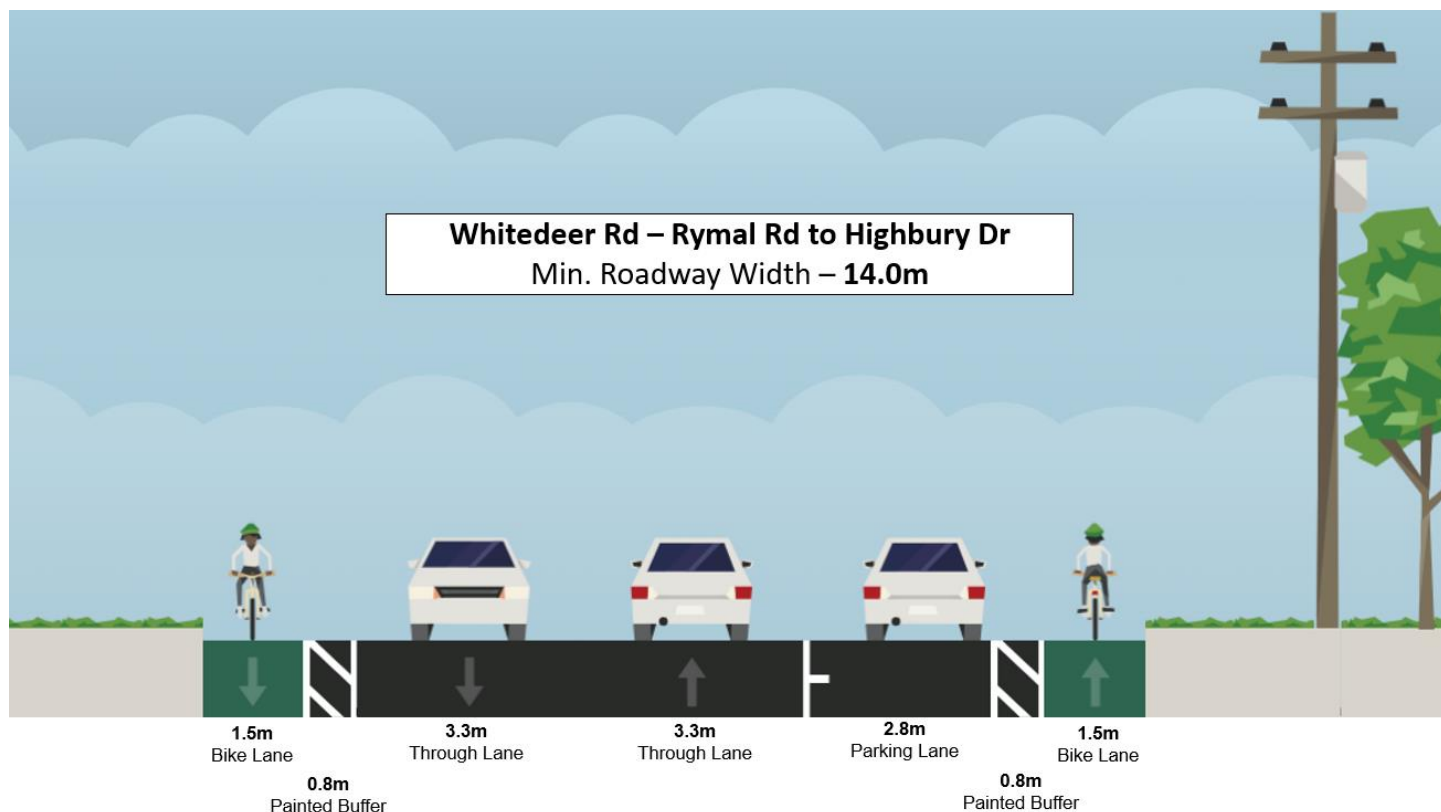 Whitedeer Rd – Rymal Rd to Highbury Dr
Min. Roadway Width – 14.0m
1.5m
Bike Lane
0.8m
Painted Buffer
3.3m
Through Lane
3.3m
Through Lane
2.8m
Parking Lane
0.8m
Painted Buffer
1.5m
Bike Lane